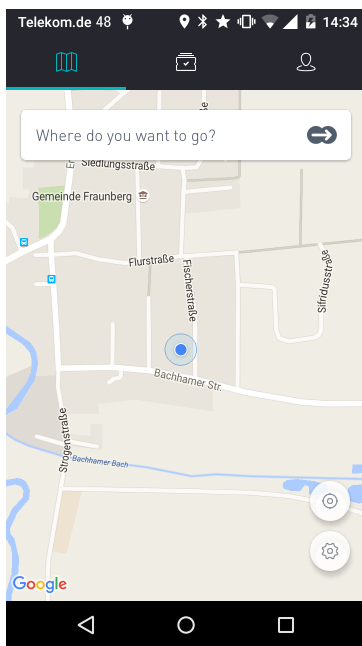 Telekom.de 48 14:34
Where do you want to go?
Siedlungsstraße
Gemeinde Fraunberg
Flurstraße
Fischerstraße
Sifridusstraße
Bachhamer Str.
Strogenstraße
Bachhamer Bach
Google